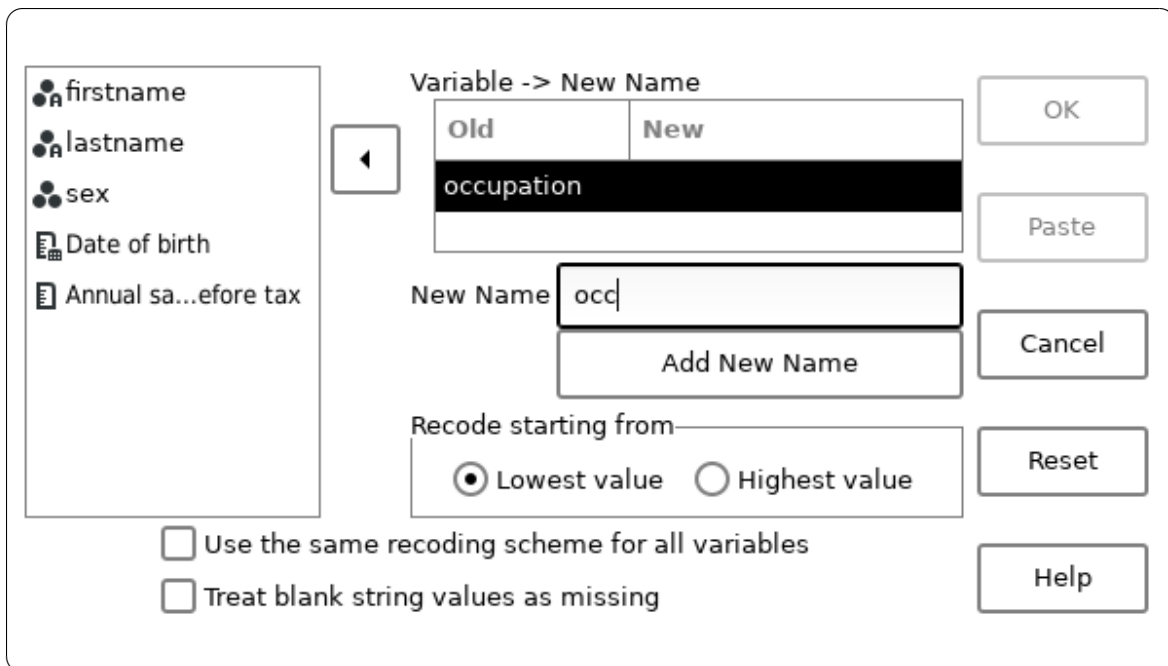 firstname
lastname
sex
Date of birth
Annual sa...efore tax
Variable -> New Name
Old New
occupation
New Name occ
Add New Name
Recode starting from
Lowest value Highest value
Use the same recoding scheme for all variables
Treat blank string values as missing
OK
Paste
Cancel
Reset
Help